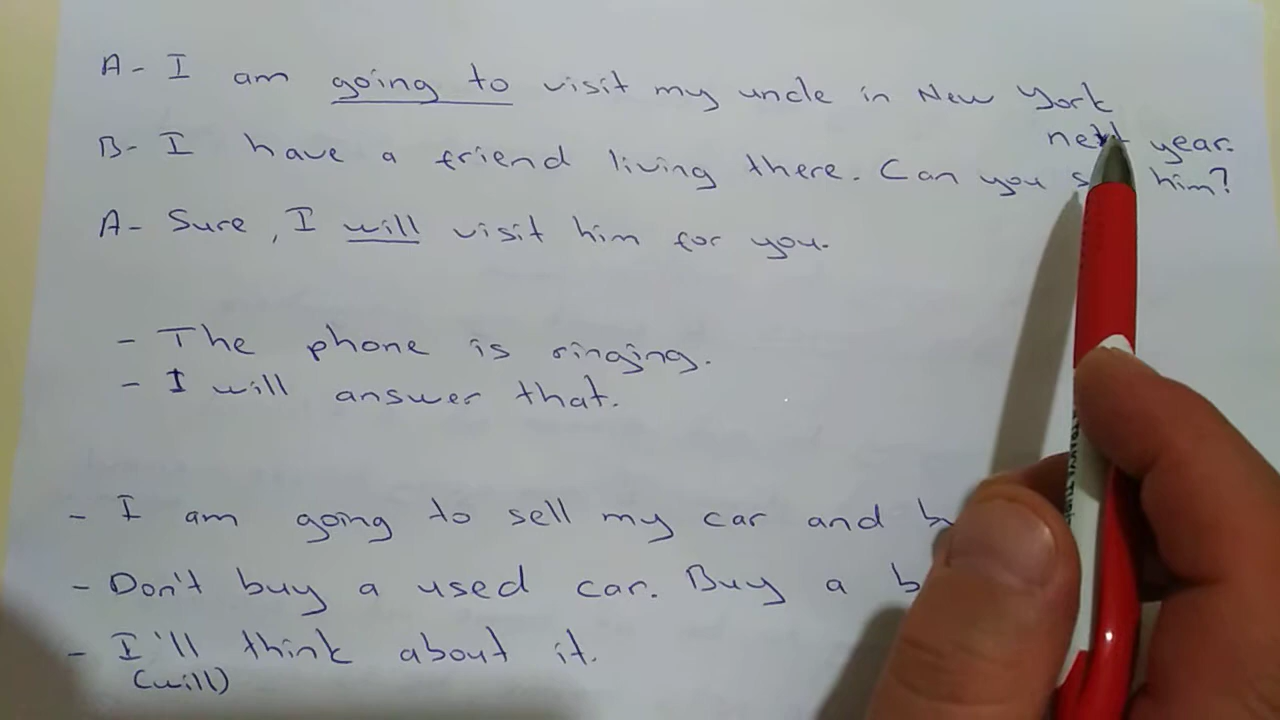 A- I am going to visit my uncle in New York
next year.
B- I have a friend living there. Can you him?
A- Sure, I will visit him for you.
- The phone is ringing.
- I will answer that.
- I am going to sell my car and
- Don't buy a used car. Buy a
- I'll think about it.
(will)